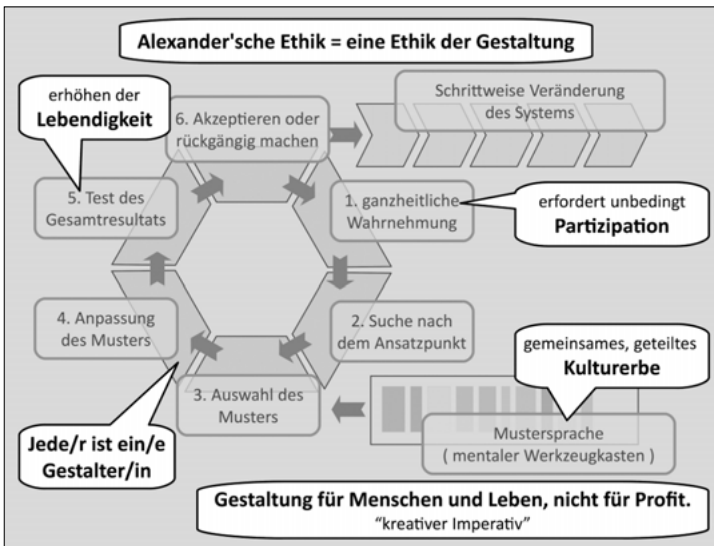 Alexander'sche Ethik = eine Ethik der Gestaltung
erhöhen der
Lebendigkeit
6. Akzeptieren oder
rückgängig machen
Schrittweise Veränderung
des Systems
5. Test des
Gesamtresultats
1. ganzheitliche
Wahrnehmung
erfordert unbedingt
Partizipation
4. Anpassung
des Musters
2. Suche nach
dem Ansatzpunkt
gemeinsames, geteiltes
Kulturerbe
3. Auswahl des
Musters
Jede/r ist ein/e
Gestalter/in
Mustersprache
( mentaler Werkzeugkasten )
Gestaltung für Menschen und Leben, nicht für Profit.
“kreativer Imperativ”